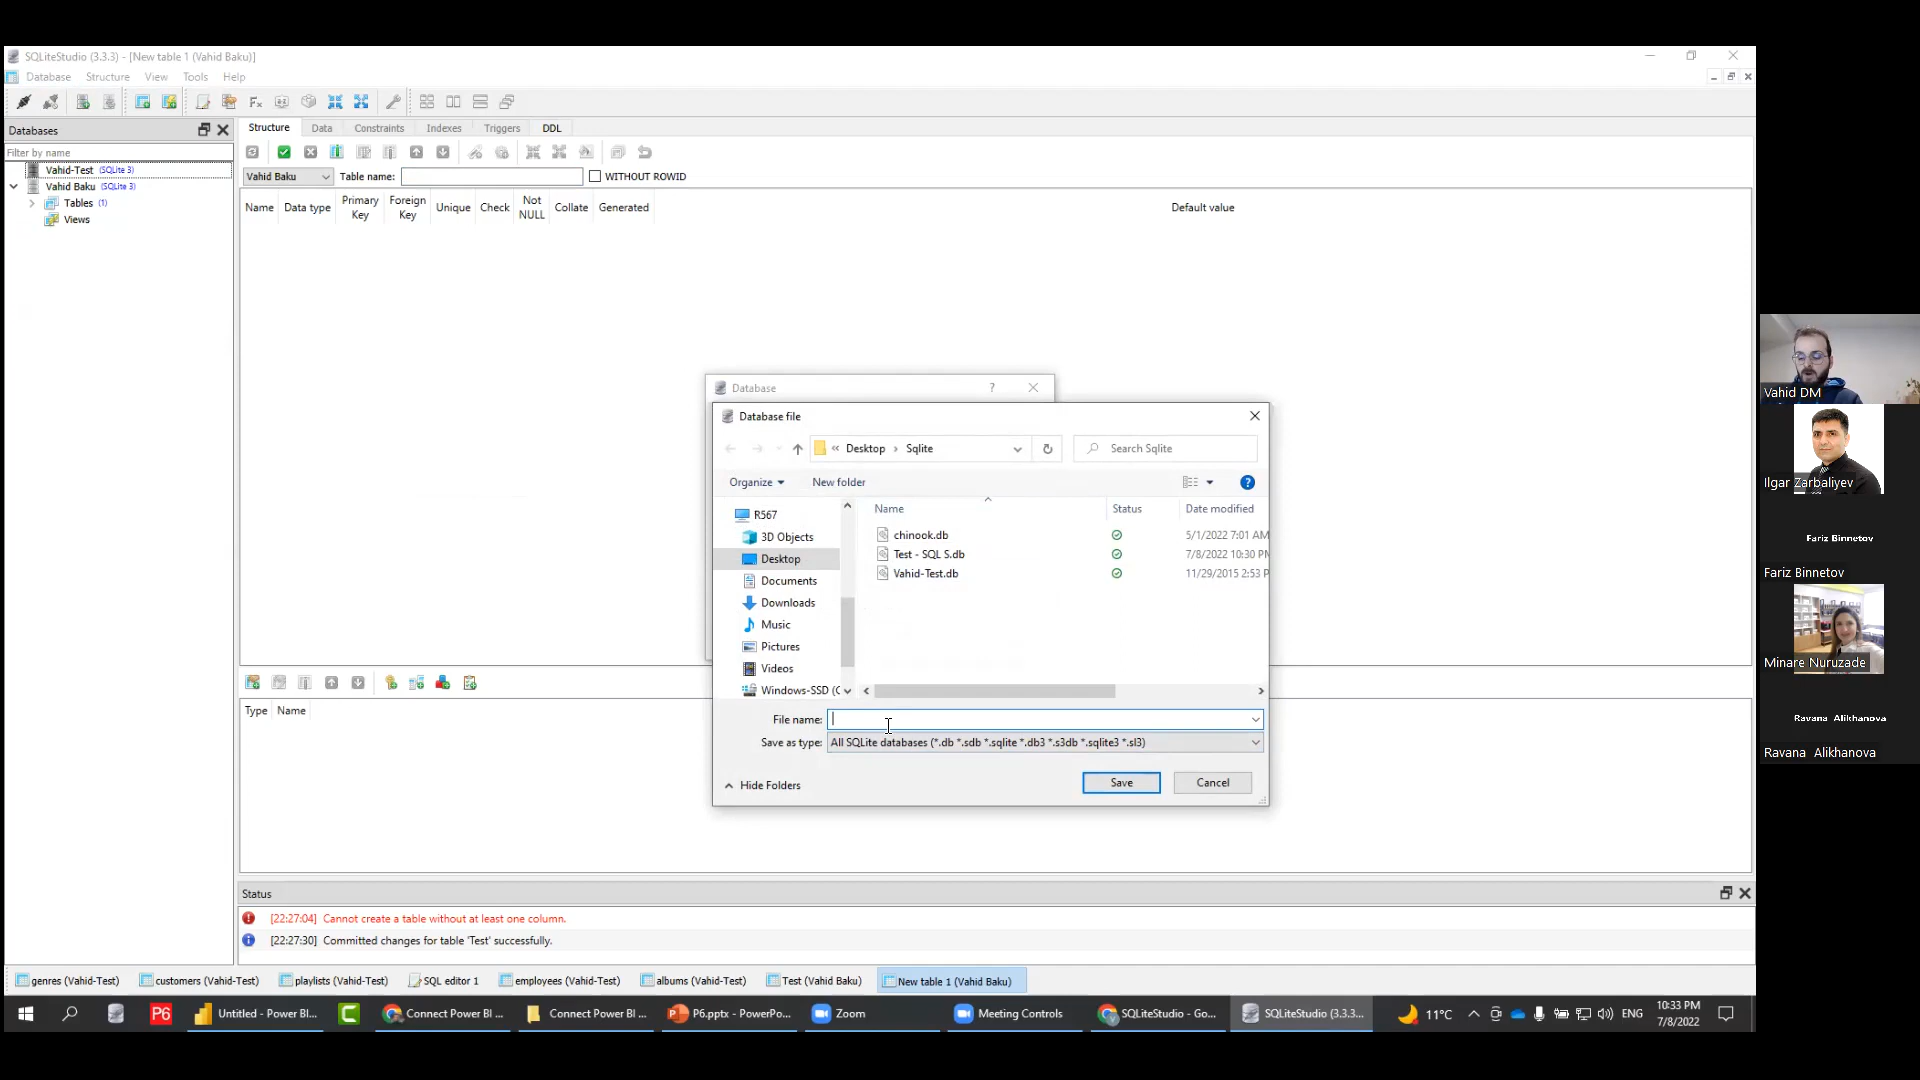 SQLiteStudio (3.3.3) - [New table 1 (Vahid Baku)]
Database Structure View Tools Help
Databases
Structure Data Constraints Indexes Triggers DDL
Filter by name
Vahid-Test (SQLite 3)
Vahid Baku (SQLite 3)
Tables (1)
Views
Vahid Baku Table name: WITHOUT ROWID
Name Data type Primary Key Foreign Key Unique Check Not NULL Collate Generated Default value
Database ?
Database file
« Desktop › Sqlite
Search Sqlite
Organize New folder
R567
3D Objects
Desktop
Documents
Downloads
Music
Pictures
Videos
Windows-SSD (C
Name Status Date modified
chinook.db 5/1/2022 7:01 AM
Test - SQL S.db 7/8/2022 10:30 PM
Vahid-Test.db 11/29/2015 2:53 P
File name:
Save as type: All SQLite databases (*.db *.sdb *.sqlite *.db3 *.s3db *.sqlite3 *.sl3)
Hide Folders Save Cancel
Type Name
Status
[22:27:04] Cannot create a table without at least one column.
[22:27:30] Committed changes for table 'Test' successfully.
genres (Vahid-Test) customers (Vahid-Test) playlists (Vahid-Test) SQL editor 1 employees (Vahid-Test) albums (Vahid-Test) Test (Vahid Baku) New table 1 (Vahid Baku)
P6 Untitled - Power BI... C Connect Power BI ... Connect Power BI ... P6.pptx - PowerPo... Zoom Meeting Controls SQLiteStudio - Go... SQLiteStudio (3.3.3... 11°C ENG 10:33 PM
7/8/2022
Vahid DM
Ilgar Zarbaliyev
Fariz Binnetov
Fariz Binnetov
Minare Nuruzade
Ravana Alikhanova
Ravana Alikhanova